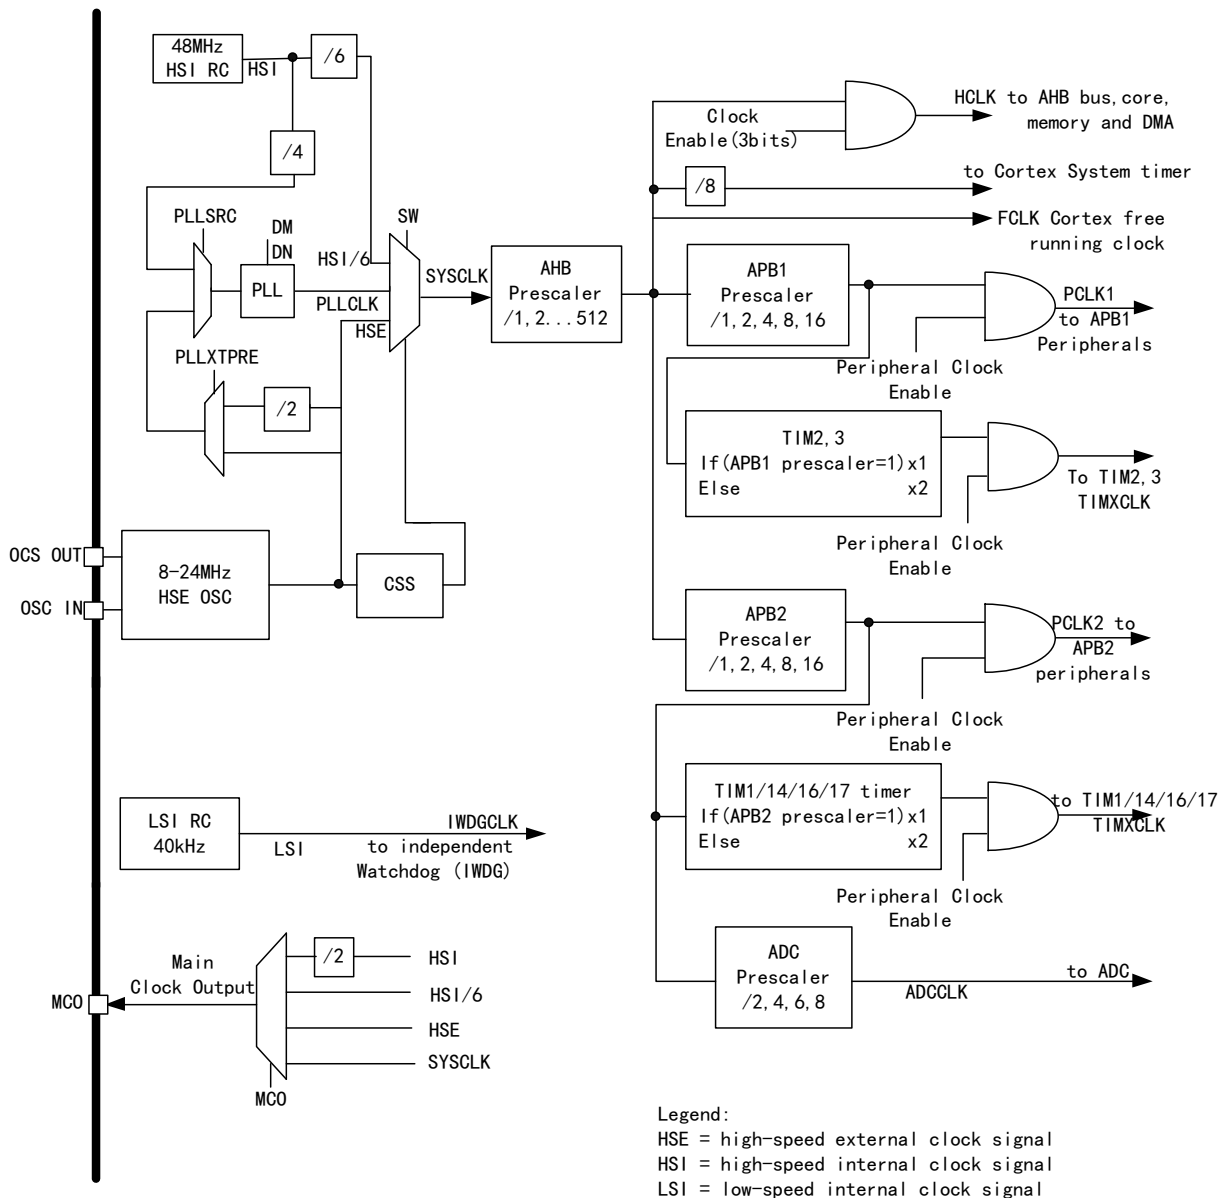 48MHz
HSI RC
HSI
/6
/4
PLLSRC
DM
DN
PLL
SW
HSI/6
PLLCLK
HSE
SYSCLK
PLLXTPRE
/2
OCS OUT
OSC IN
8-24MHz
HSE OSC
CSS
AHB
Prescaler
/1,2...512
Clock
Enable(3bits)
HCLK to AHB bus,core,
memory and DMA
/8
to Cortex System timer
FCLK Cortex free
running clock
APB1
Prescaler
/1,2,4,8,16
PCLK1
to APB1
Peripherals
Peripheral Clock
Enable
TIM2,3
If(APB1 prescaler=1)x1
Else x2
To TIM2,3
TIMXCLK
Peripheral Clock
Enable
APB2
Prescaler
/1,2,4,8,16
PCLK2 to
APB2
peripherals
Peripheral Clock
Enable
TIM1/14/16/17 timer
If(APB2 prescaler=1)x1
Else x2
to TIM1/14/16/17
TIMXCLK
Peripheral Clock
Enable
ADC
Prescaler
/2,4,6,8
ADCCLK
to ADC
LSI RC
40kHz
LSI
IWDGCLK
to independent
Watchdog (IWDG)
Main
Clock Output
MCO
/2
HSI
HSI/6
HSE
SYSCLK
MCO
Legend:
HSE = high-speed external clock signal
HSI = high-speed internal clock signal
LSI = low-speed internal clock signal